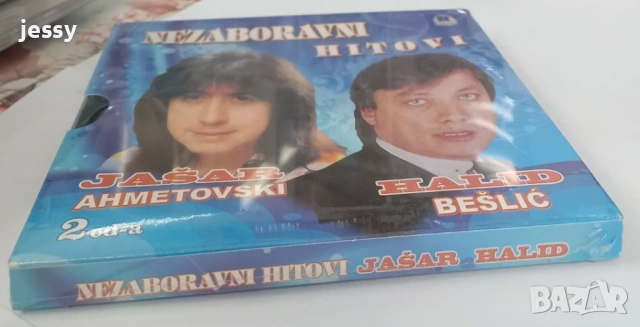 jessy
NEZABORAVNI
HITOVI
JAŠAR
AHMETOVSKI
HALID
BEŠLIĆ
2 cd-a
NEZABORAVNI HITOVI JAŠAR HALID
BAZAR